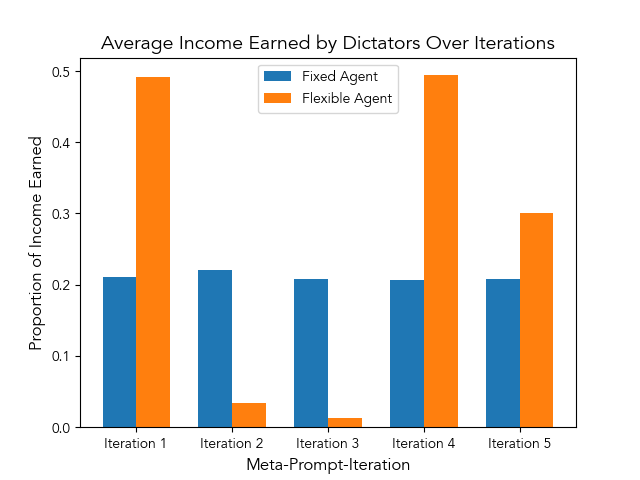 Average Income Earned by Dictators Over Iterations
Fixed Agent
Flexible Agent
Proportion of Income Earned
0.5
0.4
0.3
0.2
0.1
0.0
Iteration 1
Iteration 2
Iteration 3
Iteration 4
Iteration 5
Meta-Prompt-Iteration